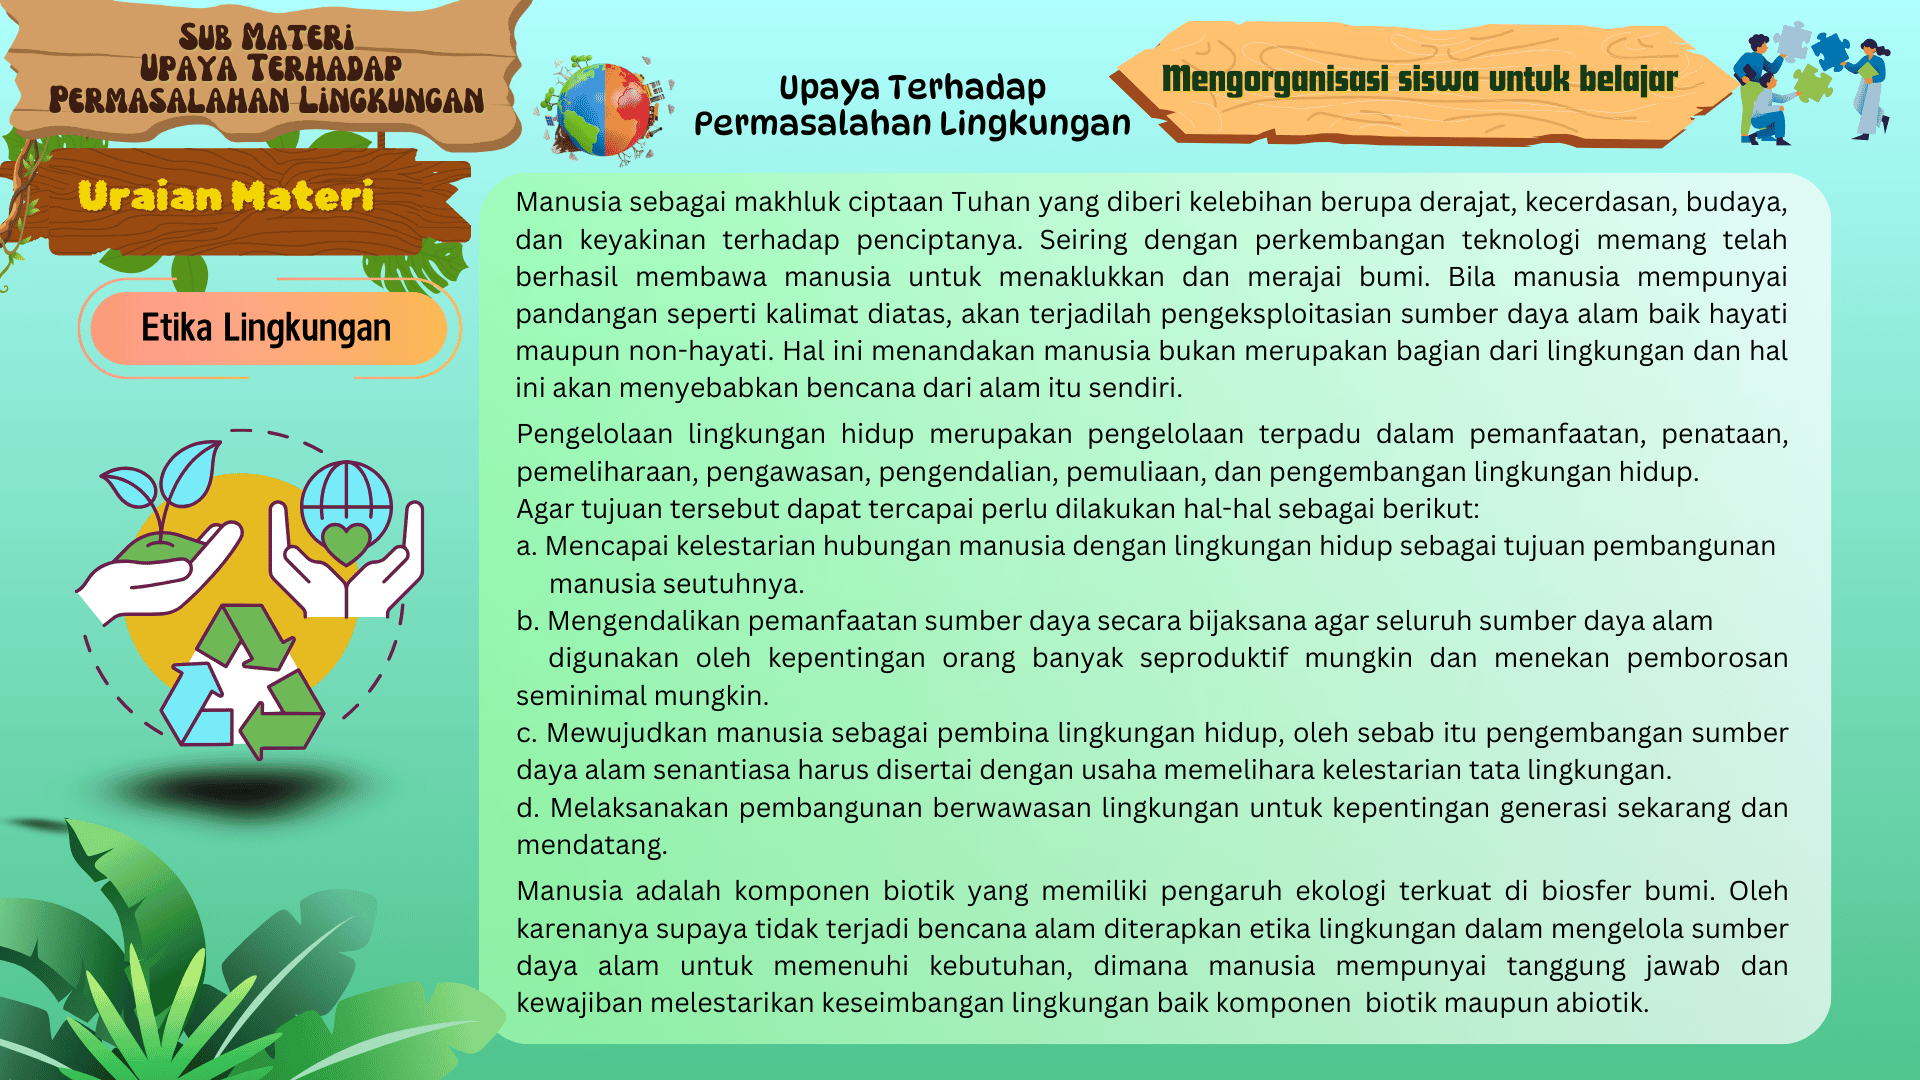 Sub Materi
Upaya Terhadap
Permasalahan Lingkungan
Uraian Materi
Etika Lingkungan
Upaya Terhadap
Permasalahan Lingkungan
Mengorganisasi siswa untuk belajar
Manusia sebagai makhluk ciptaan Tuhan yang diberi kelebihan berupa derajat, kecerdasan, budaya,
dan keyakinan terhadap penciptanya. Seiring dengan perkembangan teknologi memang telah
berhasil membawa manusia untuk menaklukkan dan merajai bumi. Bila manusia mempunyai
pandangan seperti kalimat diatas, akan terjadilah pengeksploitasian sumber daya alam baik hayati
maupun non-hayati. Hal ini menandakan manusia bukan merupakan bagian dari lingkungan dan hal
ini akan menyebabkan bencana dari alam itu sendiri.
Pengelolaan lingkungan hidup merupakan pengelolaan terpadu dalam pemanfaatan, penataan,
pemeliharaan, pengawasan, pengendalian, pemuliaan, dan pengembangan lingkungan hidup.
Agar tujuan tersebut dapat tercapai perlu dilakukan hal-hal sebagai berikut:
a. Mencapai kelestarian hubungan manusia dengan lingkungan hidup sebagai tujuan pembangunan
manusia seutuhnya.
b. Mengendalikan pemanfaatan sumber daya secara bijaksana agar seluruh sumber daya alam
digunakan oleh kepentingan orang banyak seproduktif mungkin dan menekan pemborosan
seminimal mungkin.
c. Mewujudkan manusia sebagai pembina lingkungan hidup, oleh sebab itu pengembangan sumber
daya alam senantiasa harus disertai dengan usaha memelihara kelestarian tata lingkungan.
d. Melaksanakan pembangunan berwawasan lingkungan untuk kepentingan generasi sekarang dan
mendatang.
Manusia adalah komponen biotik yang memiliki pengaruh ekologi terkuat di biosfer bumi. Oleh
karenanya supaya tidak terjadi bencana alam diterapkan etika lingkungan dalam mengelola sumber
daya alam untuk memenuhi kebutuhan, dimana manusia mempunyai tanggung jawab dan
kewajiban melestarikan keseimbangan lingkungan baik komponen  biotik maupun abiotik.